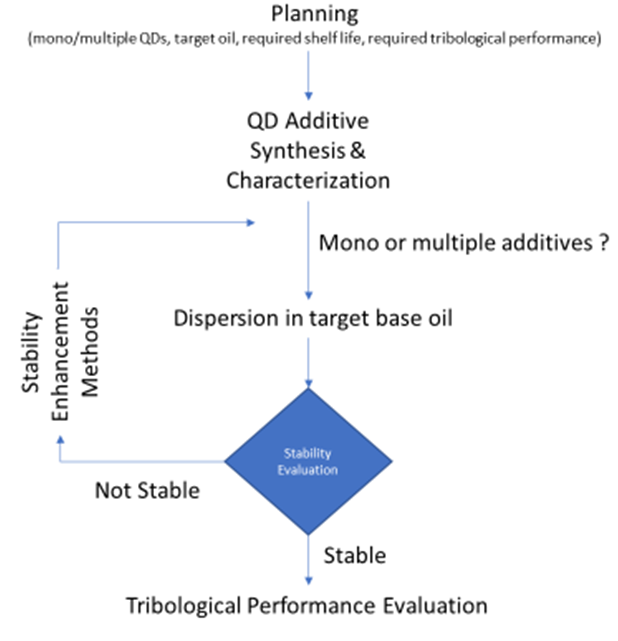 Planning
(mono/multiple QDs, target oil, required shelf life, required tribological performance)
QD Additive
Synthesis &
Characterization
Mono or multiple additives ?
Dispersion in target base oil
Stability
Enhancement
Methods
Stability
Evaluation
Not Stable
Stable
Tribological Performance Evaluation